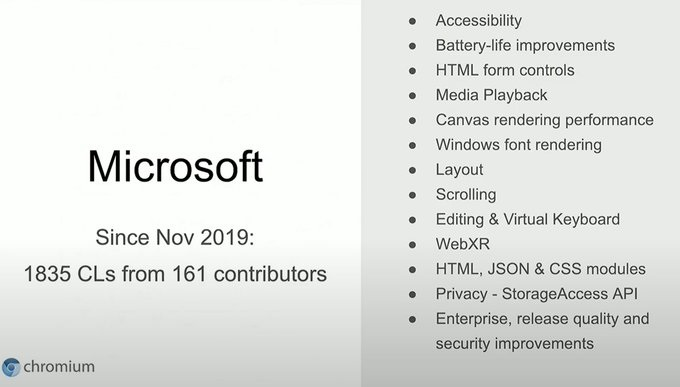 Microsoft
Since Nov 2019:
1835 CLs from 161 contributors
chromium
● Accessibility
● Battery-life improvements
● HTML form controls
● Media Playback
● Canvas rendering performance
● Windows font rendering
● Layout
● Scrolling
● Editing & Virtual Keyboard
● WebXR
● HTML, JSON & CSS modules
● Privacy - StorageAccess API
● Enterprise, release quality and
security improvements